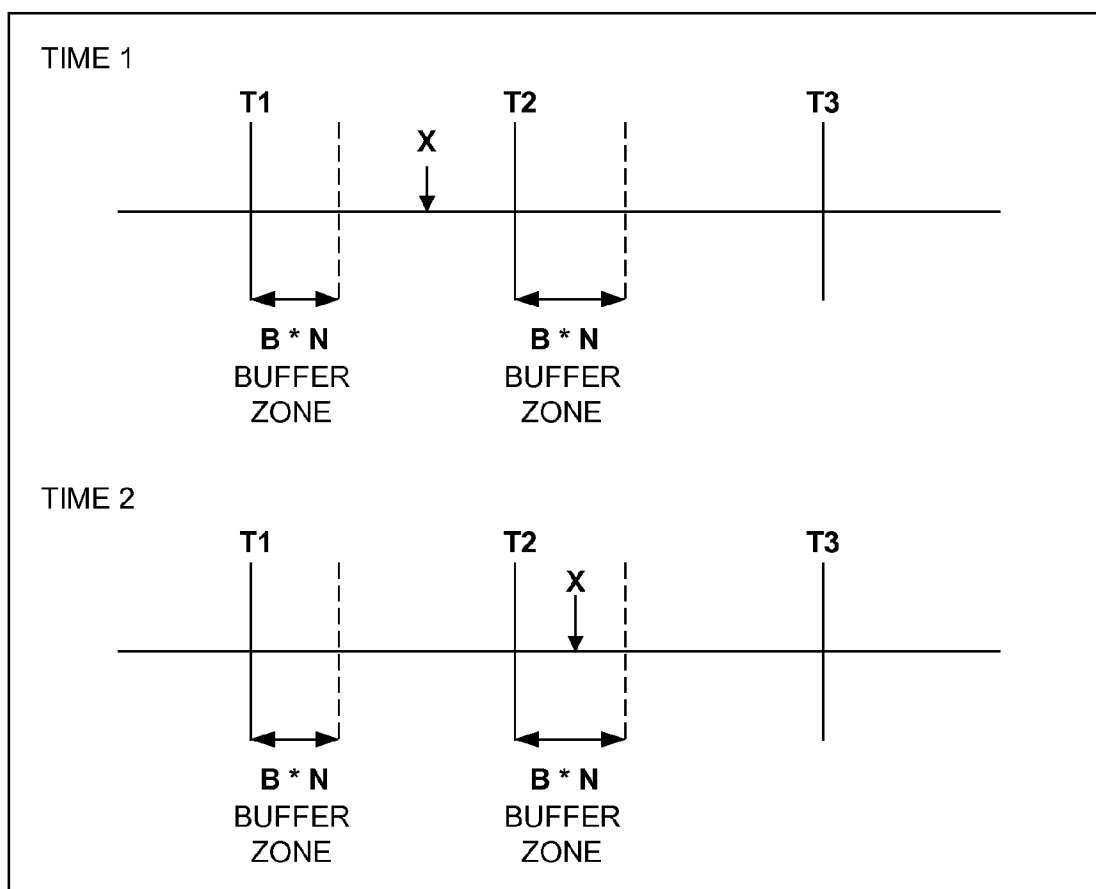 TIME 1
T1 T2 T3
X
B * N B * N
BUFFER BUFFER
ZONE ZONE
TIME 2
T1 T2 T3
X
B * N B * N
BUFFER BUFFER
ZONE ZONE